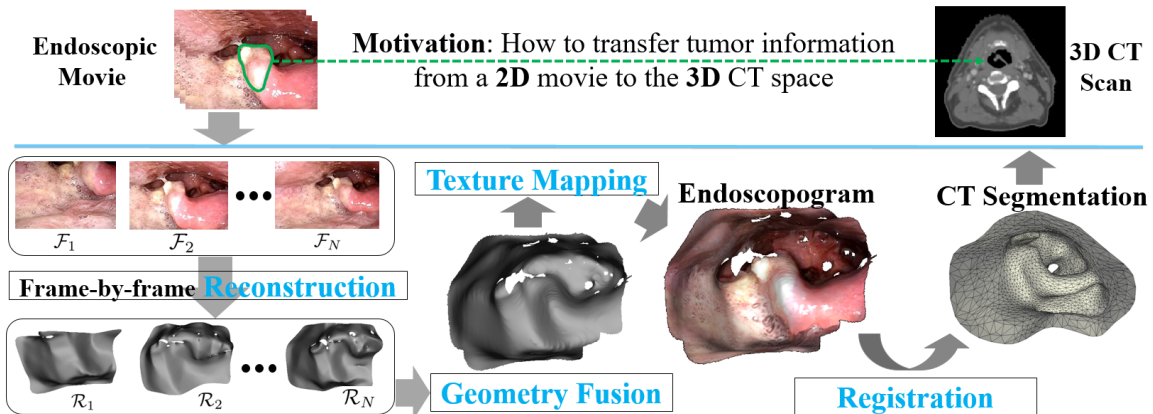 Endoscopic
Movie
Motivation: How to transfer tumor information
from a 2D movie to the 3D CT space
3D CT
Scan
F1
F2
FN
Frame-by-frame Reconstruction
R1
R2
RN
Texture Mapping
Geometry Fusion
Endoscopogram
Registration
CT Segmentation